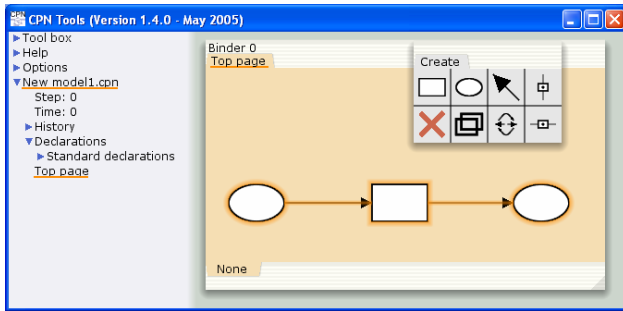 CPN Tools (Version 1.4.0 - May 2005)
Tool box
Help
Options
New model1.cpn
Step: 0
Time: 0
History
Declarations
Standard declarations
Top page
Binder 0
Top page
Create
None